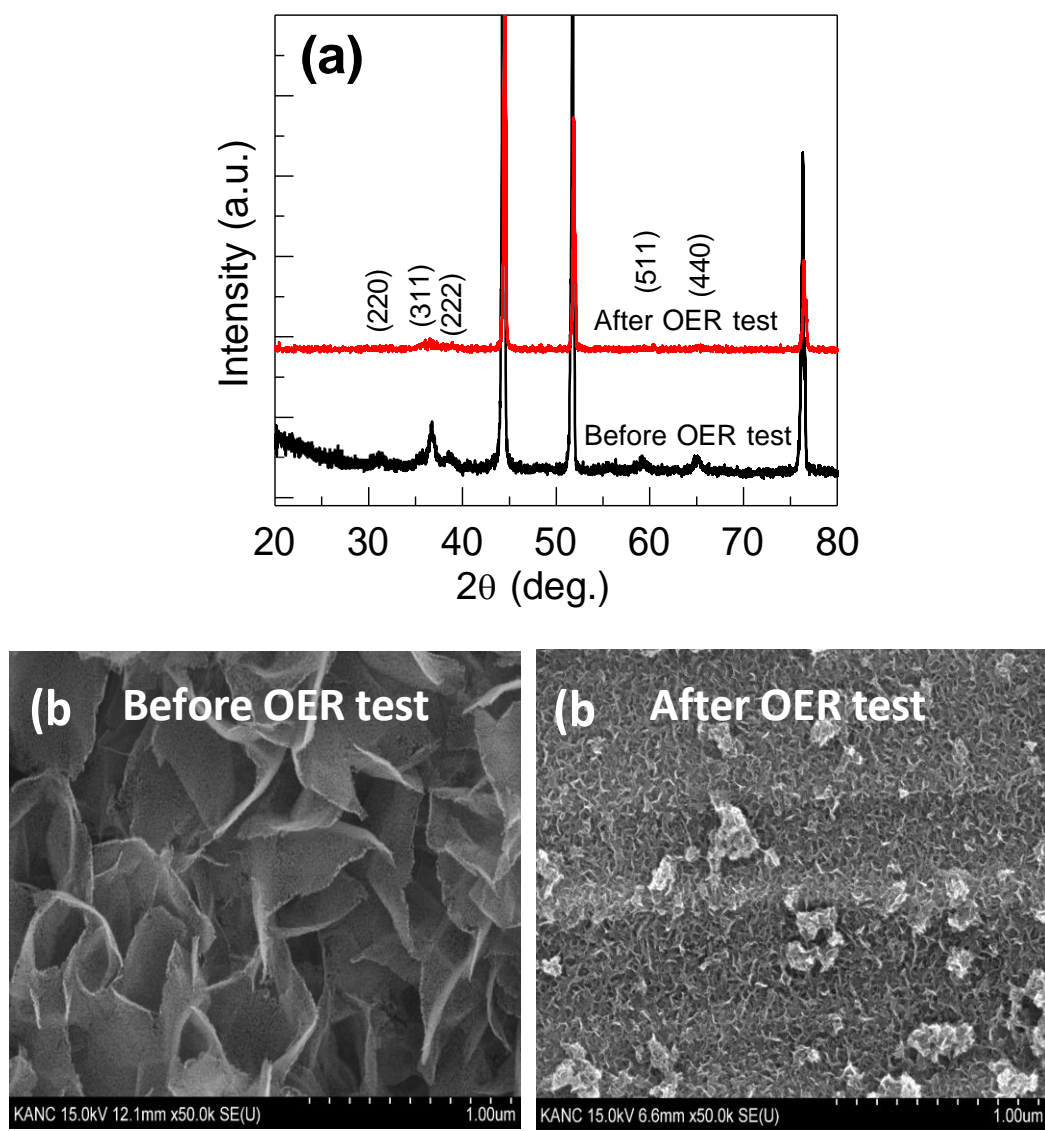 (a)
Intensity (a.u.)
(220)
(311)
(222)
(511)
(440)
After OER test
Before OER test
20 30 40 50 60 70 80
2θ (deg.)
(b Before OER test
(b After OER test
KANC 15.0kV 12.1mm x50.0k SE(U) 1.00um
KANC 15.0kV 6.6mm x50.0k SE(U) 1.00um